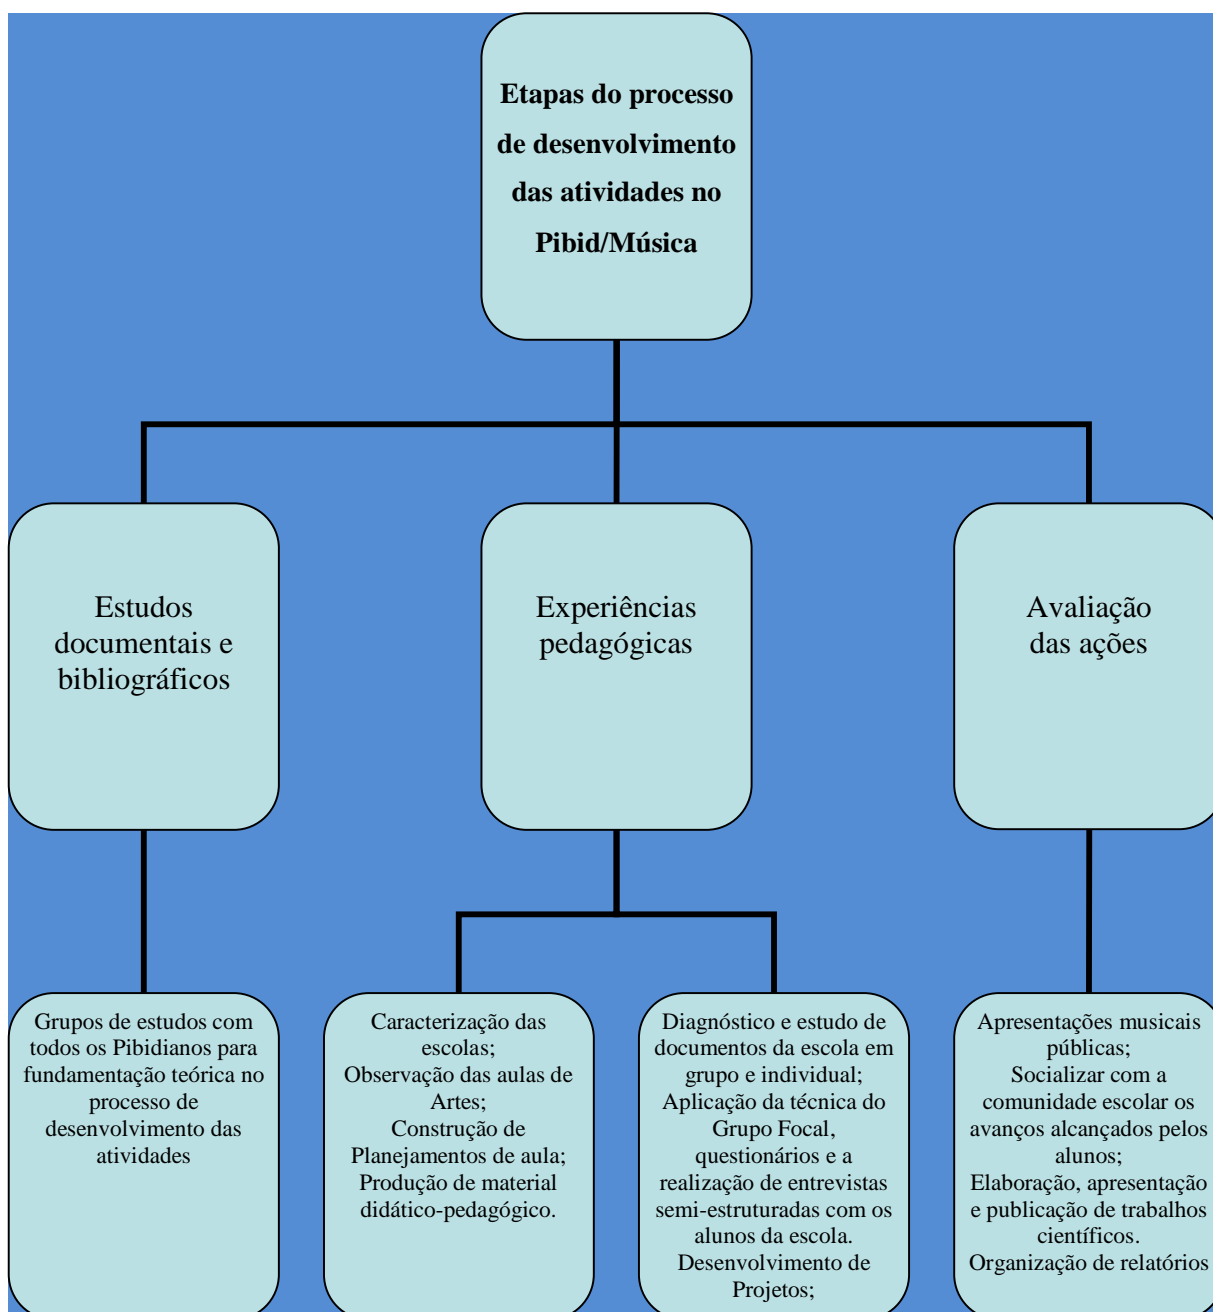 Etapas do processo
de desenvolvimento
das atividades no
Pibid/Música
Estudos
documentais e
bibliográficos
Experiências
pedagógicas
Avaliação
das ações
Grupos de estudos com
todos os Pibidianos para
fundamentação teórica no
processo de
desenvolvimento das
atividades
Caracterização das
escolas;
Observação das aulas de
Artes;
Construção de
Planejamentos de aula;
Produção de material
didático-pedagógico.
Diagnóstico e estudo de
documentos da escola em
grupo e individual;
Aplicação da técnica do
Grupo Focal,
questionários e a
realização de entrevistas
semi-estruturadas com os
alunos da escola.
Desenvolvimento de
Projetos;
Apresentações musicais
públicas;
Socializar com a
comunidade escolar os
avanços alcançados pelos
alunos;
Elaboração, apresentação
e publicação de trabalhos
científicos.
Organização de relatórios